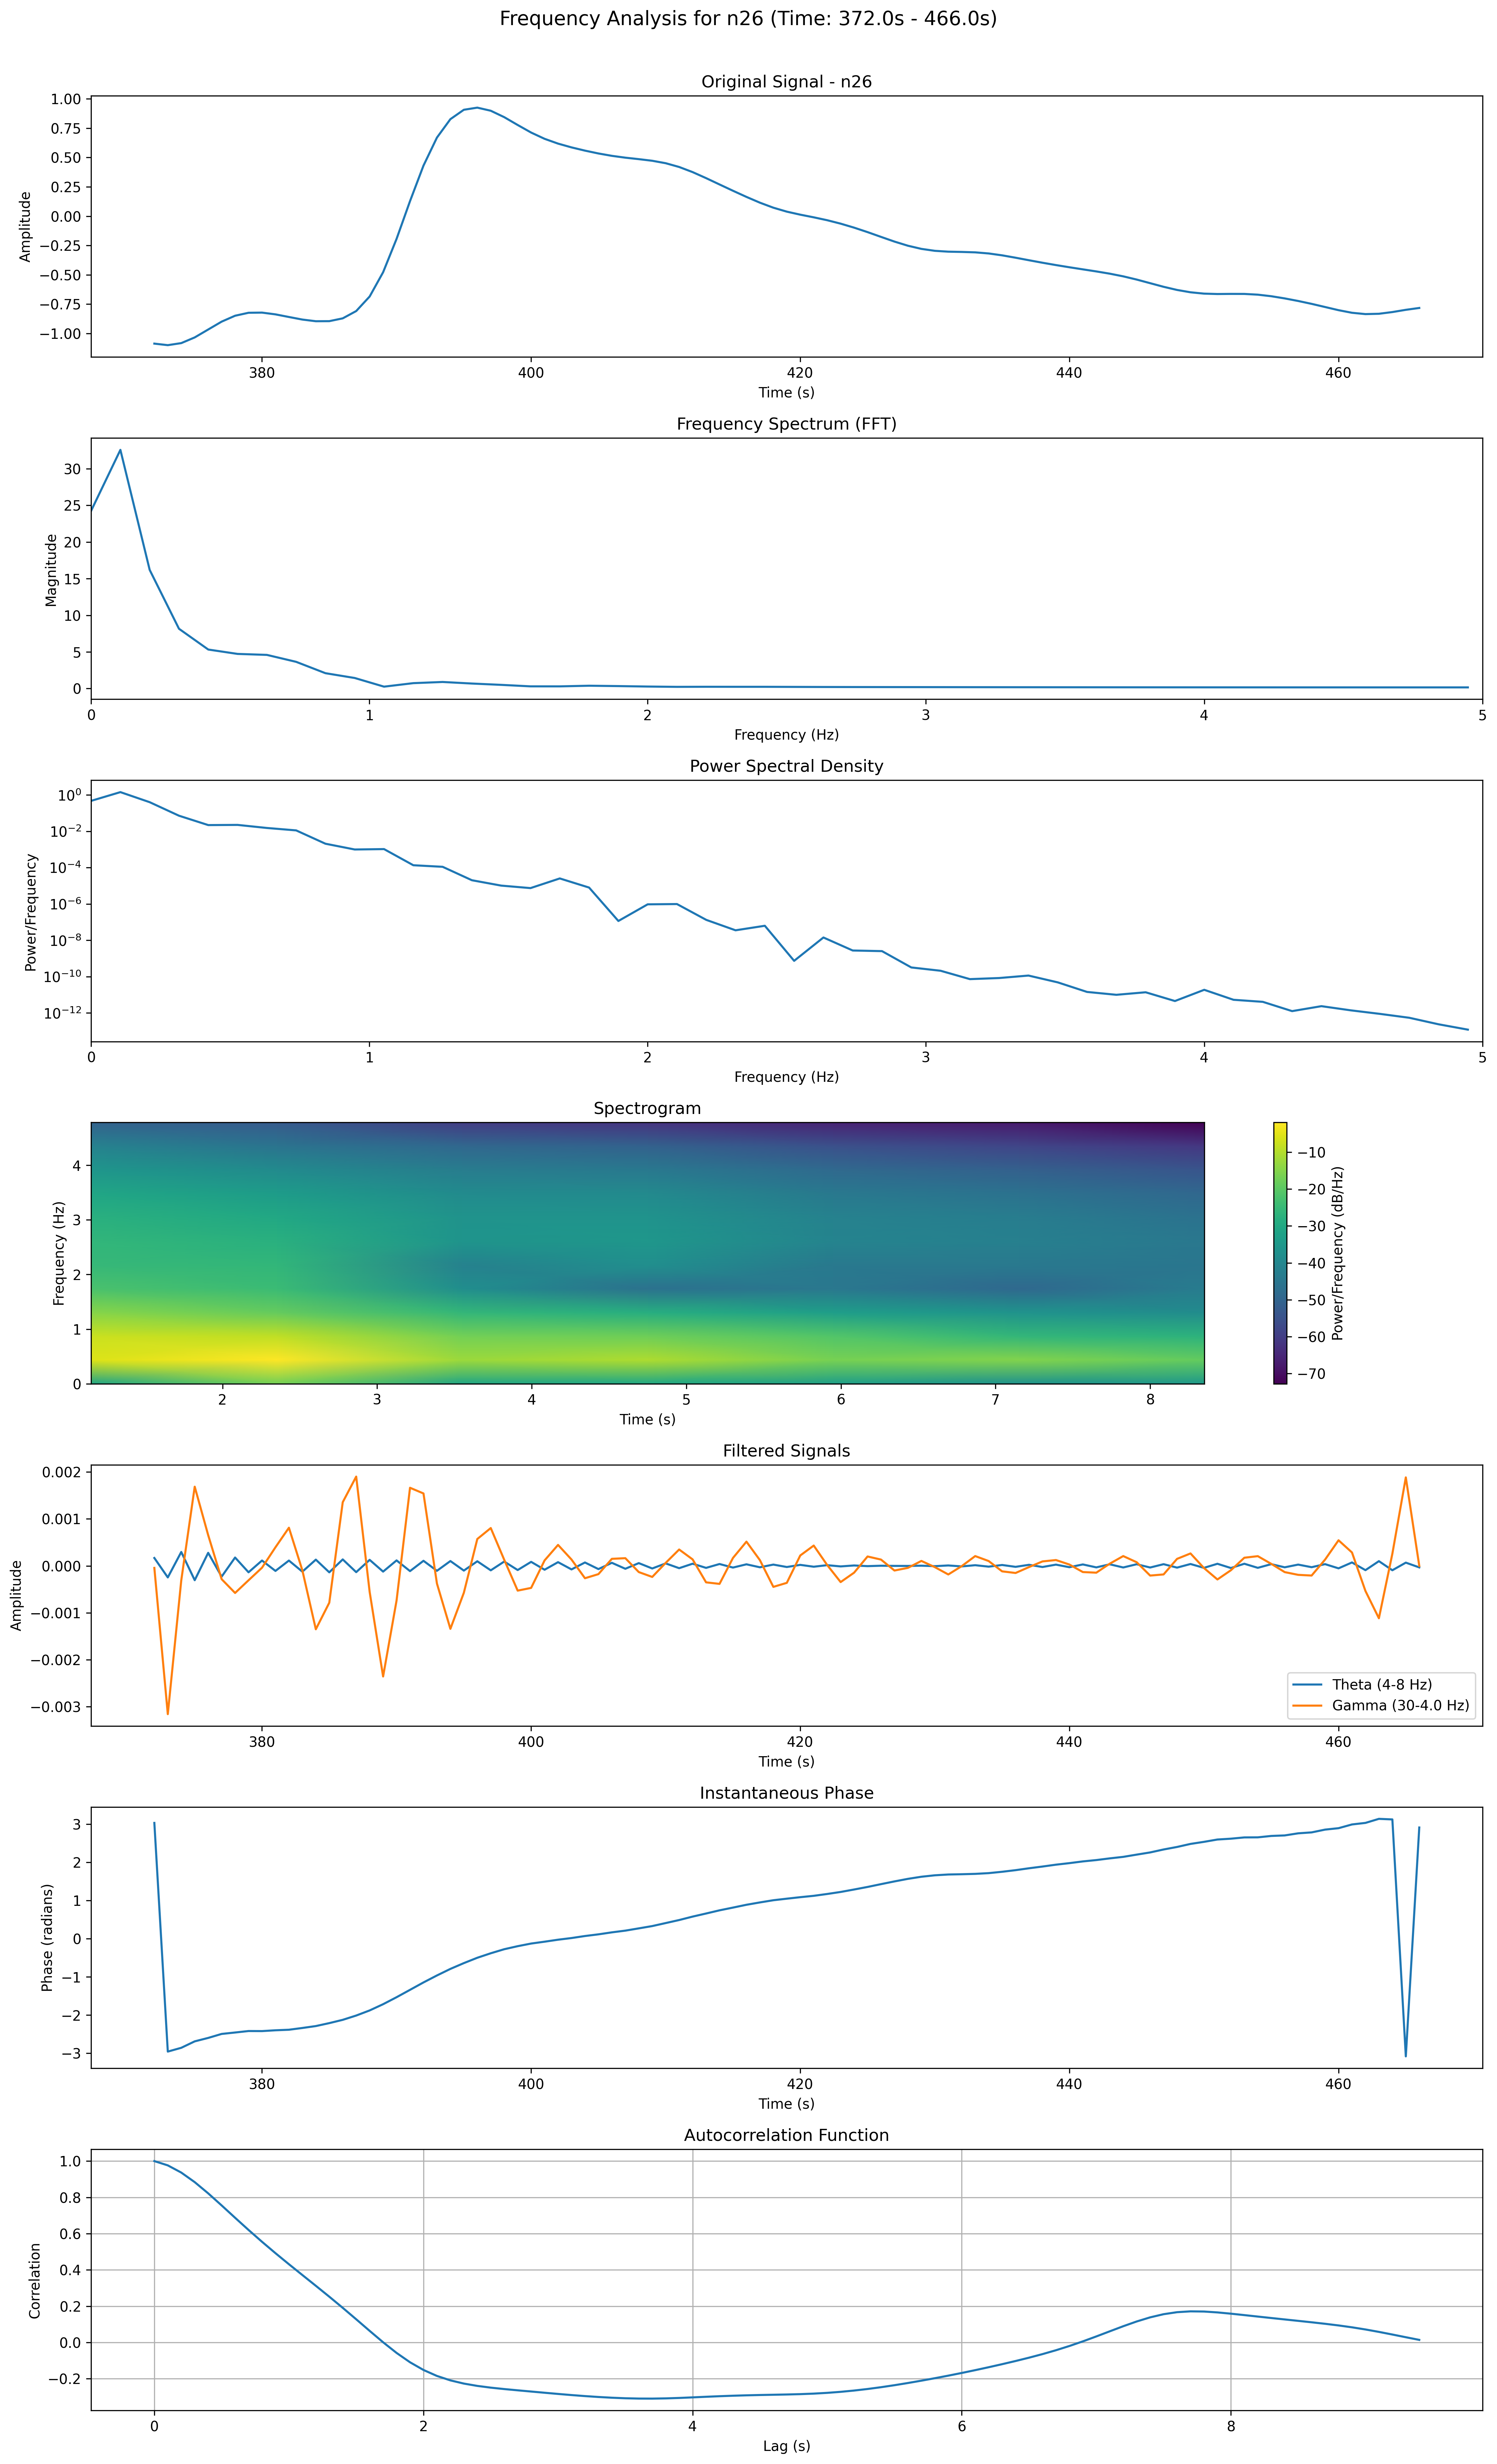 Frequency Analysis for n26 (Time: 372.0s - 466.0s)
Original Signal - n26
1.00
0.75
0.50
0.25
0.00
−0.25
−0.50
−0.75
−1.00
Amplitude
380 400 420 440 460
Time (s)
Frequency Spectrum (FFT)
30
25
20
15
10
5
0
Magnitude
0 1 2 3 4 5
Frequency (Hz)
Power Spectral Density
10⁰
10⁻²
10⁻⁴
10⁻⁶
10⁻⁸
10⁻¹⁰
10⁻¹²
Power/Frequency
0 1 2 3 4 5
Frequency (Hz)
Spectrogram
4
3
2
1
0
Frequency (Hz)
2 3 4 5 6 7 8
Time (s)
−10
−20
−30
−40
−50
−60
−70
Power/Frequency (dB/Hz)
Filtered Signals
0.002
0.001
0.000
−0.001
−0.002
−0.003
Amplitude
Theta (4-8 Hz)
Gamma (30-4.0 Hz)
380 400 420 440 460
Time (s)
Instantaneous Phase
3
2
1
0
−1
−2
−3
Phase (radians)
380 400 420 440 460
Time (s)
Autocorrelation Function
1.0
0.8
0.6
0.4
0.2
0.0
−0.2
Correlation
0 2 4 6 8
Lag (s)